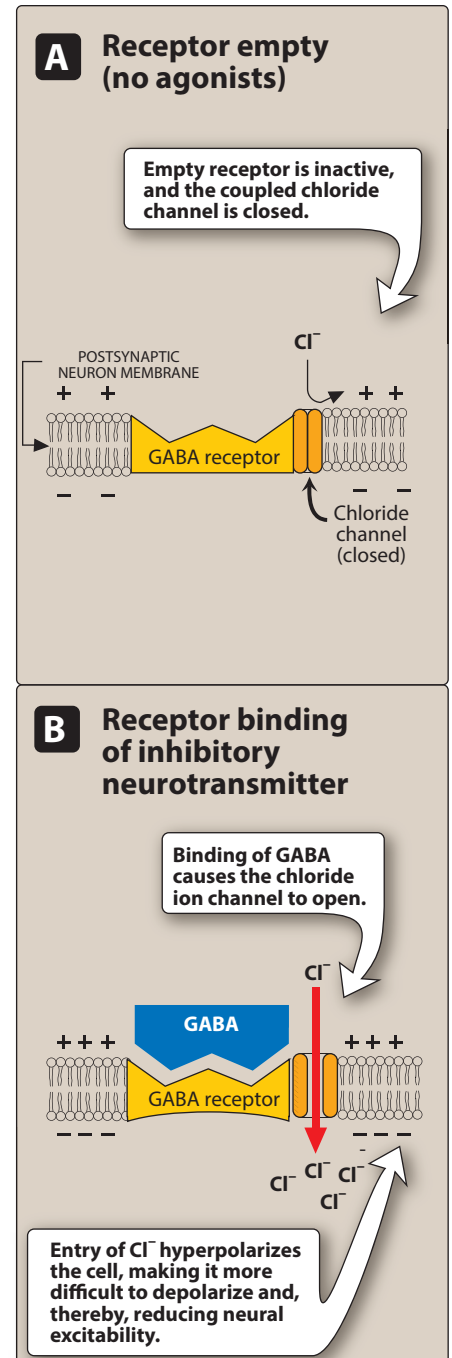 A Receptor empty
(no agonists)
Empty receptor is inactive,
and the coupled chloride
channel is closed.
Cl⁻
POSTSYNAPTIC
NEURON MEMBRANE
+ + + +
GABA receptor
– – – –
Chloride
channel
(closed)
B Receptor binding
of inhibitory
neurotransmitter
Binding of GABA
causes the chloride
ion channel to open.
Cl⁻
GABA
+ + + + + +
GABA receptor
– – – – – –
-
Cl⁻ Cl⁻ Cl⁻
Cl⁻
Entry of Cl⁻ hyperpolarizes
the cell, making it more
difficult to depolarize and,
thereby, reducing neural
excitability.